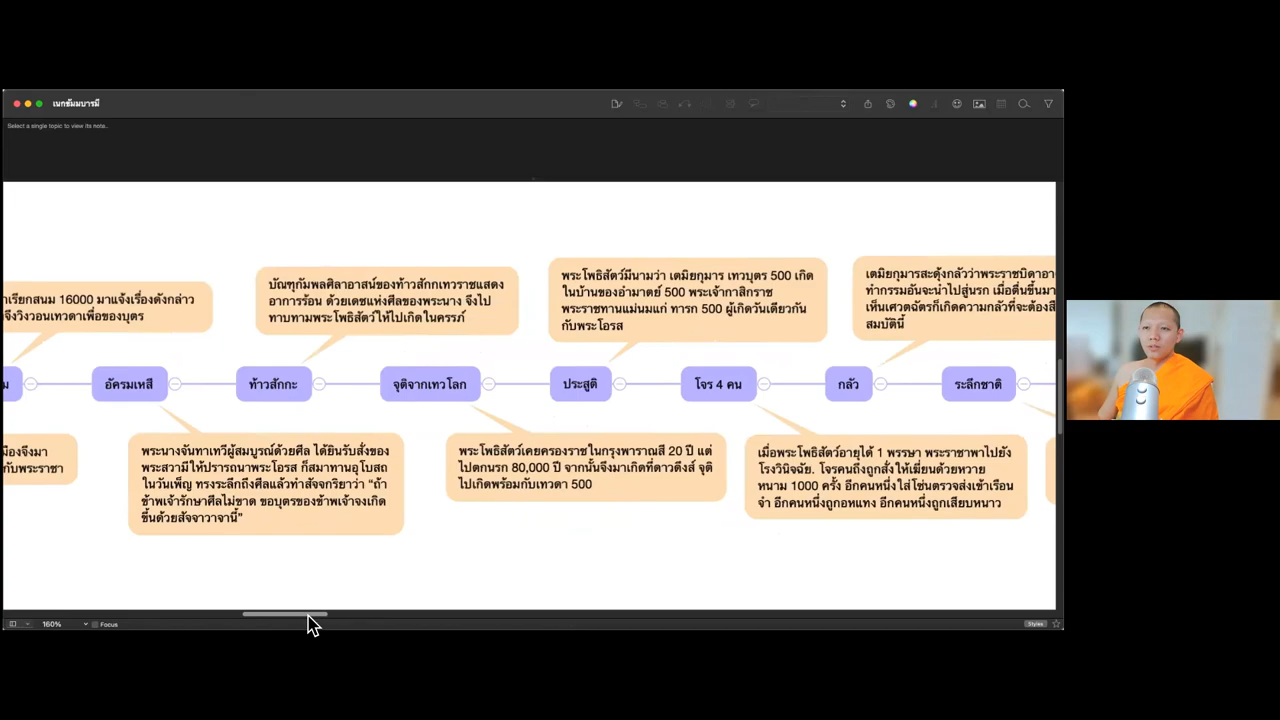 เนกขัมมบารมี
Select a single topic to view its note..
าเรียกสนม 16000 มาแจ้งเรื่องดังกล่าว
จึงวิงวอนเทวดาเพื่อขอบุตร
บัณฑุกัมพลศิลาอาสน์ของท้าวสักกเทวราชแสดง
อาการร้อน ด้วยเดชแห่งศีลของพระนาง จึงไป
ทาบทามพระโพธิสัตว์ให้ไปเกิดในครรภ์
พระโพธิสัตว์มีนามว่า เตมิยกุมาร เทวบุตร 500 เกิด
ในบ้านของอำมาตย์ 500 พระเจ้ากาสิกราช
พระราชทานแม่นมแก่ ทารก 500 ผู้เกิดวันเดียวกัน
กับพระโอรส
เตมิยกุมารสะดุ้งกลัวว่าพระราชบิดาอา
ทำกรรมอันจะนำไปสู่นรก เมื่อตื่นขึ้นมา
เห็นเศวตฉัตรก็เกิดความกลัวที่จะต้องสื
สมบัตินี้
ม
อัครมเหสี
ท้าวสักกะ
จุติจากเทวโลก
ประสูติ
โจร 4 คน
กลัว
ระลึกชาติ
มืองจึงมา
กับพระราชา
พระนางจันทาเทวีผู้สมบูรณ์ด้วยศีล ได้ยินรับสั่งของ
พระสวามีให้ปรารถนาพระโอรส ก็สมาทานอุโบสถ
ในวันเพ็ญ ทรงระลึกถึงศีลแล้วทำสัจจกริยาว่า “ถ้า
ข้าพเจ้ารักษาศีลไม่ขาด ขอบุตรของข้าพเจ้าจงเกิด
ขึ้นด้วยสัจจาวาจานี้”
พระโพธิสัตว์เคยครองราชในกรุงพาราณสี 20 ปี แต่
ไปตกนรก 80,000 ปี จากนั้นจึงมาเกิดที่ดาวดึงส์ จุติ
ไปเกิดพร้อมกับเทวดา 500
เมื่อพระโพธิสัตว์อายุได้ 1 พรรษา พระราชาพาไปยัง
โรงวินิจฉัย. โจรคนถึงถูกสั่งให้เฆี่ยนด้วยหวาย
หนาม 1000 ครั้ง อีกคนหนึ่งใส่โซ่นตรวจส่งเข้าเรือน
จำ อีกคนหนึ่งถูกอหแทง อีกคนหนึ่งถูกเสียบหนาว
160%
Focus
Styles